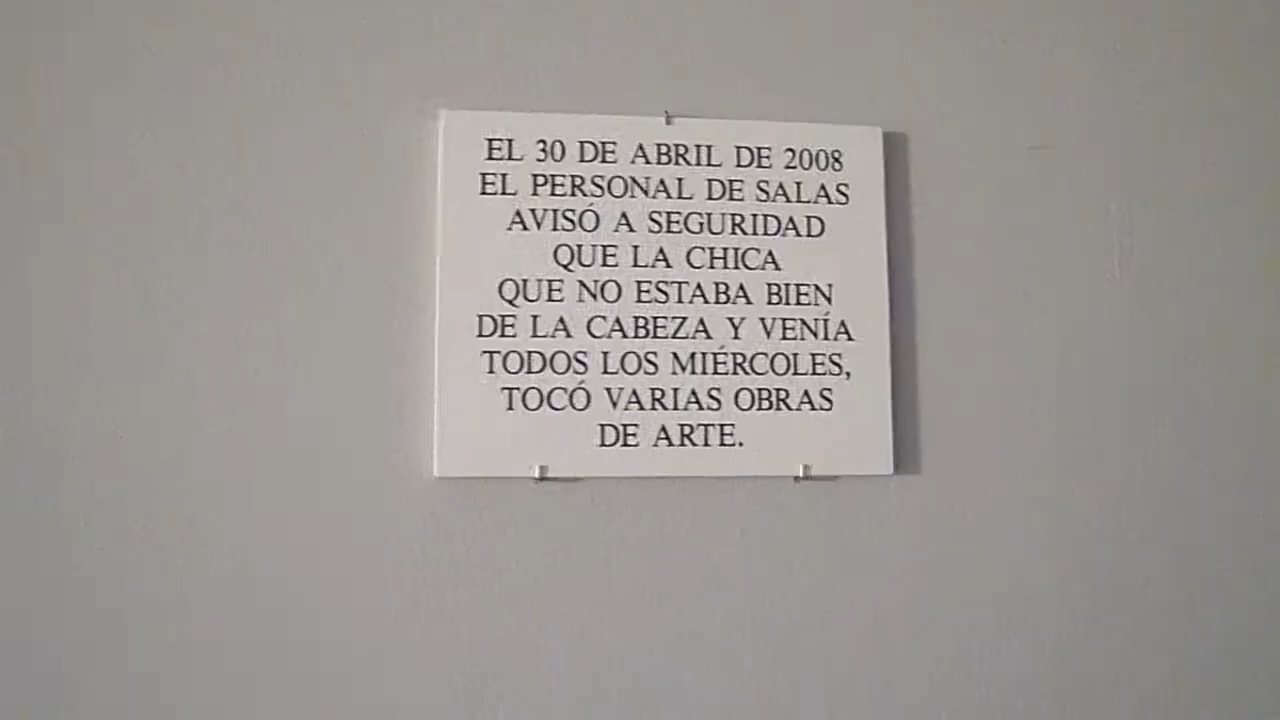 EL 30 DE ABRIL DE 2008
EL PERSONAL DE SALAS
AVISÓ A SEGURIDAD
QUE LA CHICA
QUE NO ESTABA BIEN
DE LA CABEZA Y VENÍA
TODOS LOS MIÉRCOLES,
TOCÓ VARIAS OBRAS
DE ARTE.